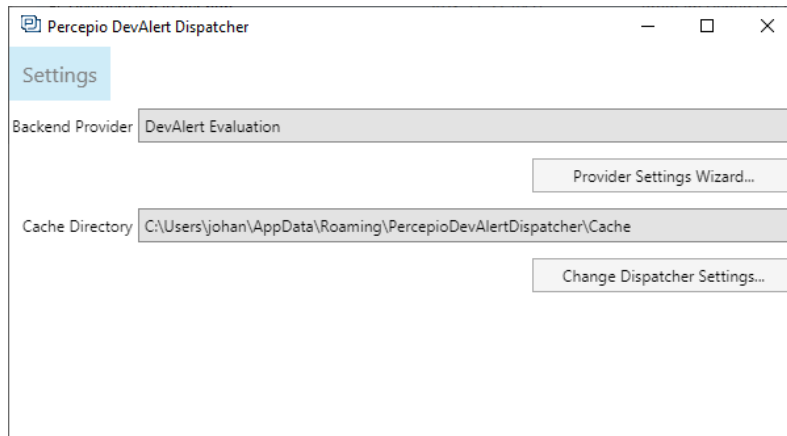 Percepio DevAlert Dispatcher
Settings
Backend Provider DevAlert Evaluation
Provider Settings Wizard...
Cache Directory C:\Users\johan\AppData\Roaming\PercepioDevAlertDispatcher\Cache
Change Dispatcher Settings...